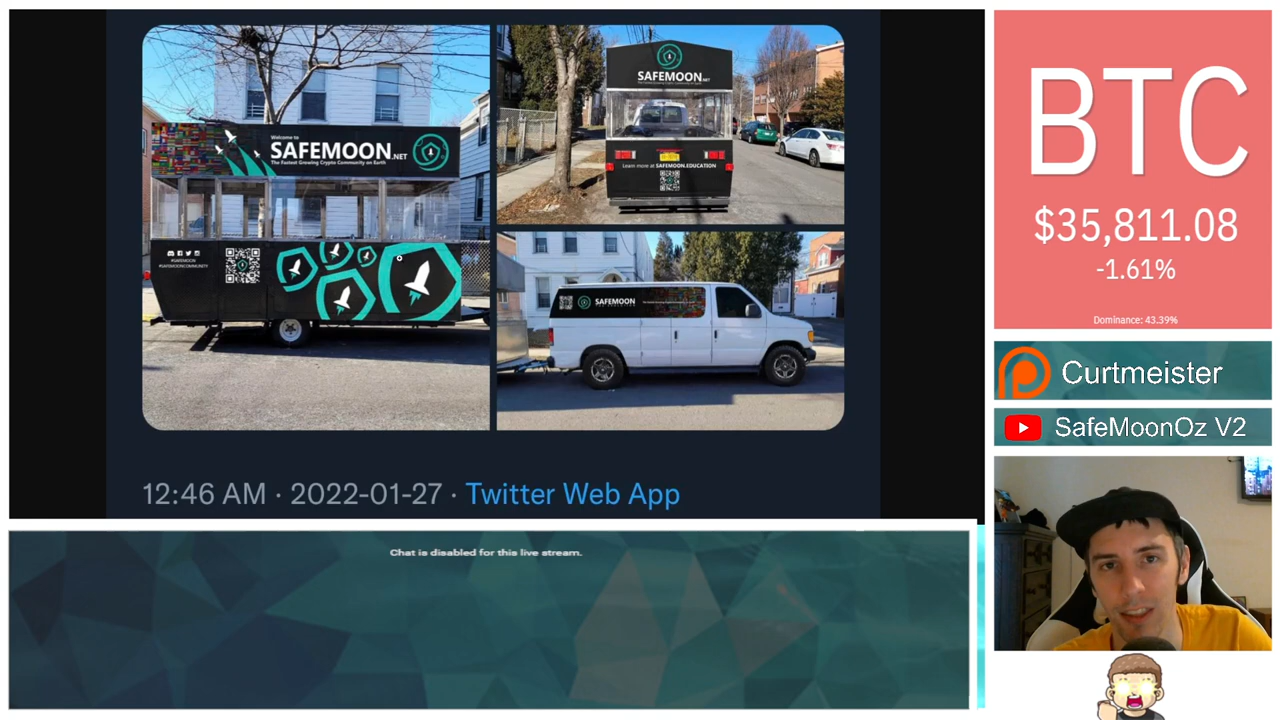 Welcome to
SAFEMOON.NET
The Fastest Growing Crypto Community on Earth
#SAFEMOON
#SAFEMOONCOMMUNITY
SAFEMOON.NET
Learn more at SAFEMOON.EDUCATION
SAFEMOON
12:46 AM · 2022-01-27 · Twitter Web App
Chat is disabled for this live stream.
BTC
$35,811.08
-1.61%
Dominance: 43.39%
Curtmeister
SafeMoonOz V2